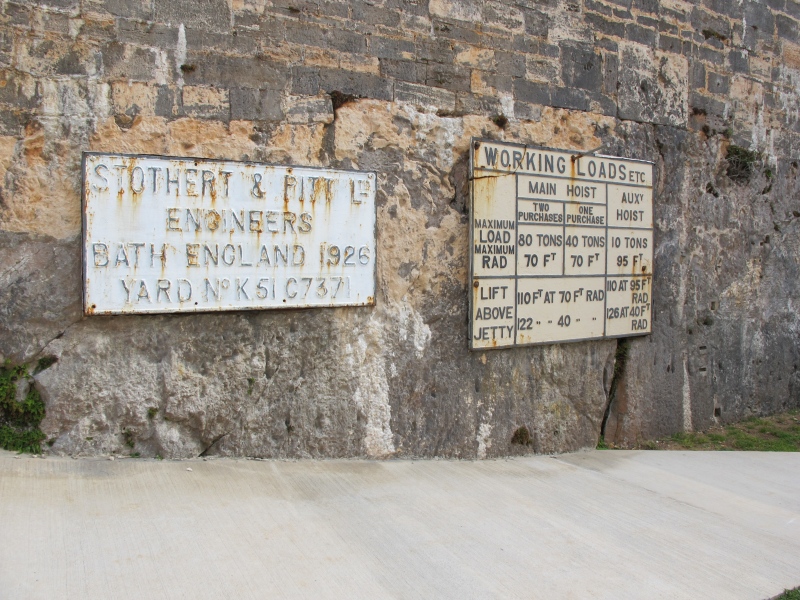 STOTHERT & PITT LTD
ENGINEERS
BATH ENGLAND 1926
YARD No K 51 C7371
WORKING LOADS ETC
MAIN HOIST
AUXY HOIST
TWO PURCHASES
ONE PURCHASE
MAXIMUM LOAD
80 TONS 40 TONS 10 TONS
MAXIMUM RAD
70 FT 70 FT 95 FT
LIFT ABOVE JETTY
110 FT AT 70 FT RAD
122 " " 40 " "
110 AT 95 FT RAD
126 AT 40 FT RAD